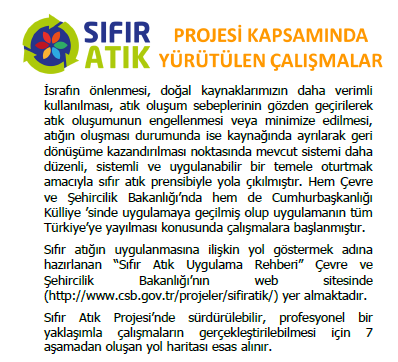 SIFIR
ATIK
PROJESİ KAPSAMINDA
YÜRÜTÜLEN ÇALIŞMALAR
İsrafın önlenmesi, doğal kaynaklarımızın daha verimli
kullanılması, atık oluşum sebeplerinin gözden geçirilerek
atık oluşumunun engellenmesi veya minimize edilmesi,
atığın oluşması durumunda ise kaynağında ayrılarak geri
dönüşüme kazandırılması noktasında mevcut sistemi daha
düzenli, sistemli ve uygulanabilir bir temele oturtmak
amacıyla sıfır atık prensibiyle yola çıkılmıştır. Hem Çevre
ve Şehircilik Bakanlığı’nda hem de Cumhurbaşkanlığı
Külliye ’sinde uygulamaya geçilmiş olup uygulamanın tüm
Türkiye’ye yayılması konusunda çalışmalara başlanmıştır.
Sıfır atığın uygulanmasına ilişkin yol göstermek adına
hazırlanan “Sıfır Atık Uygulama Rehberi” Çevre ve
Şehircilik Bakanlığı’nın web sitesinde
(http://www.csb.gov.tr/projeler/sifiratik/) yer almaktadır.
Sıfır Atık Projesi’nde sürdürülebilir, profesyonel bir
yaklaşımla çalışmaların gerçekleştirilebilmesi için 7
aşamadan oluşan yol haritası esas alınır.